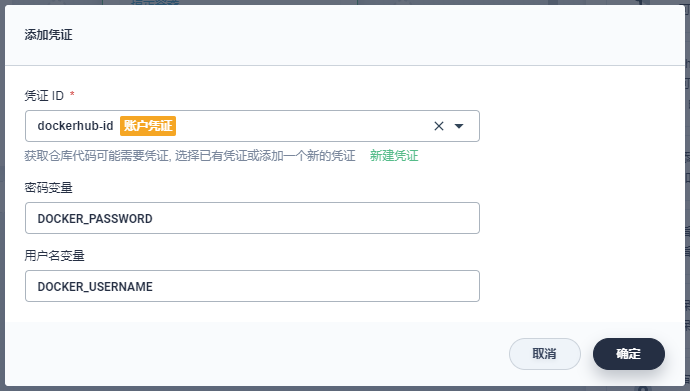 添加凭证
凭证 ID *
dockerhub-id 账户凭证
获取仓库代码可能需要凭证, 选择已有凭证或添加一个新的凭证 新建凭证
密码变量
DOCKER_PASSWORD
用户名变量
DOCKER_USERNAME
取消 确定